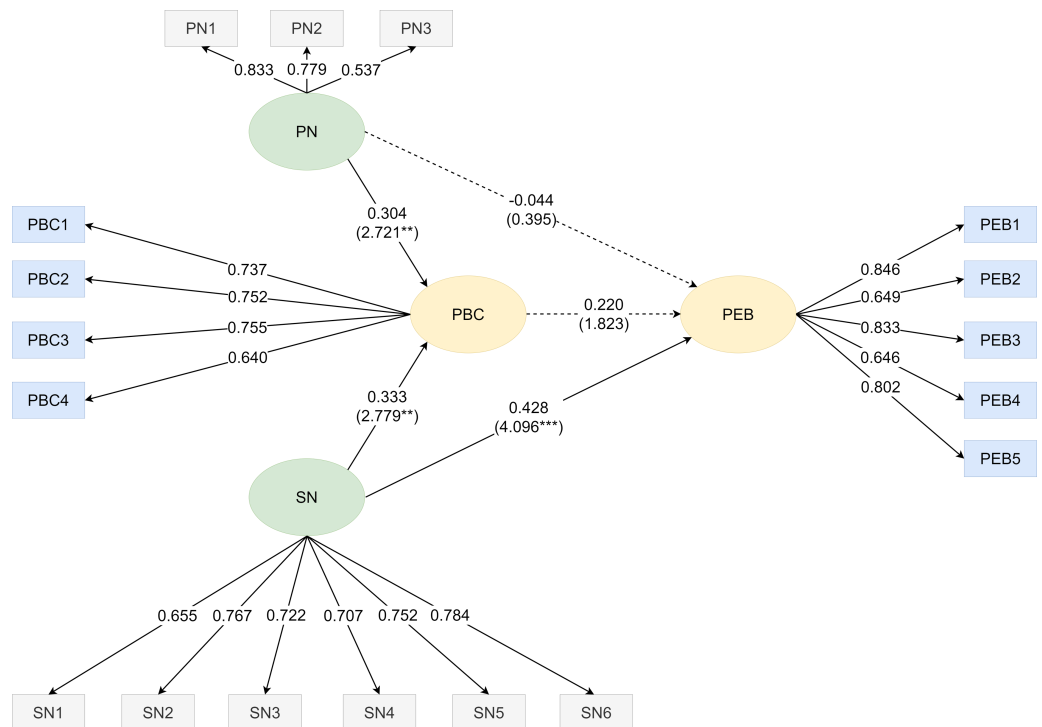 PN1
PN2
PN3
0.833
0.779
0.537
PN
-0.044
(0.395)
0.304
(2.721**)
PBC1
PBC2
PBC3
PBC4
0.737
0.752
0.755
0.640
PBC
0.220
(1.823)
PEB
0.846
0.649
0.833
0.646
0.802
PEB1
PEB2
PEB3
PEB4
PEB5
0.333
(2.779**)
0.428
(4.096***)
SN
0.655
0.767
0.722
0.707
0.752
0.784
SN1
SN2
SN3
SN4
SN5
SN6